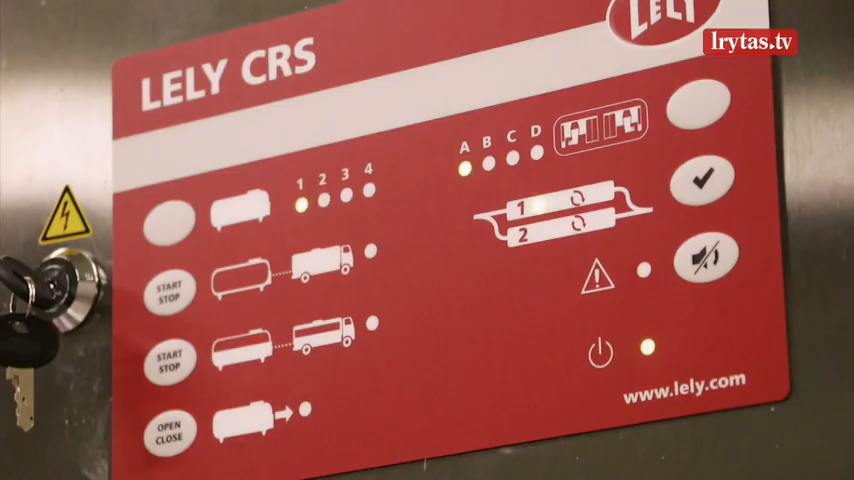 LELY
lrytas.tv
LELY CRS
A B C D
1 2 3 4
1
2
START
STOP
START
STOP
OPEN
CLOSE
www.lely.com